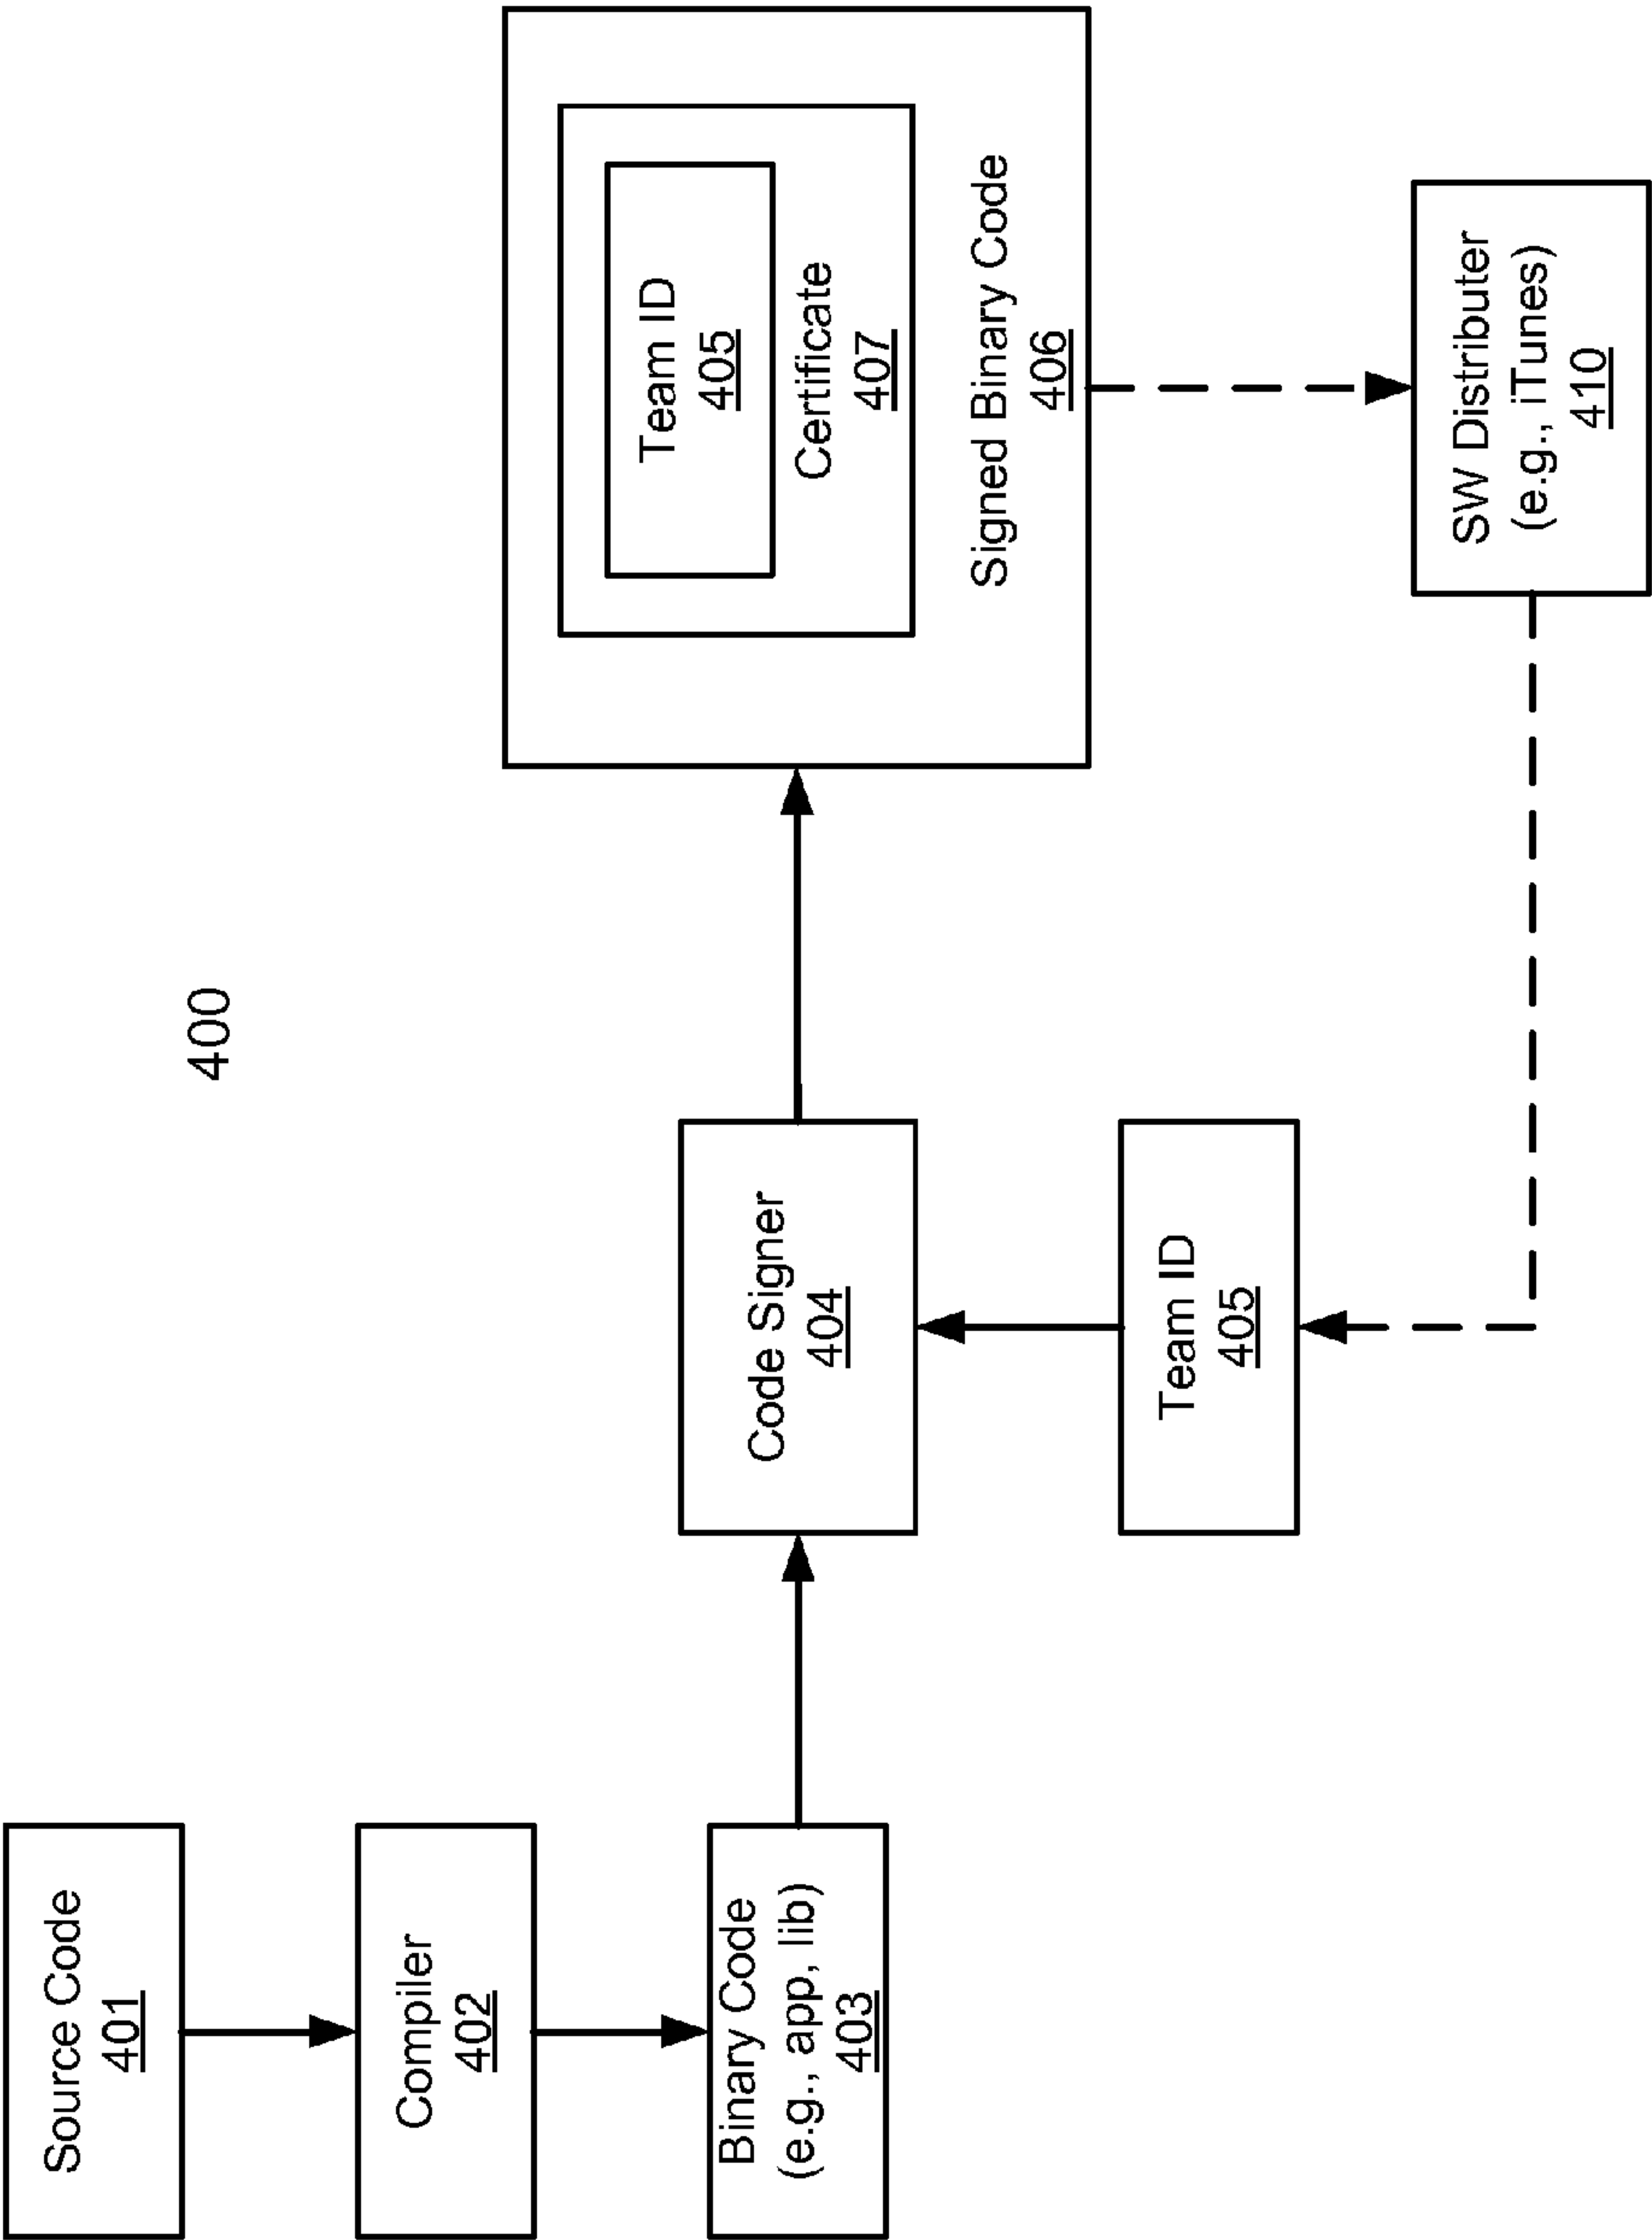 400
Source Code
401
Compiler
402
Binary Code
(e.g., app, lib)
403
Code Signer
404
Team ID
405
Team ID
405
Certificate
407
Signed Binary Code
406
SW Distributer
(e.g., iTunes)
410